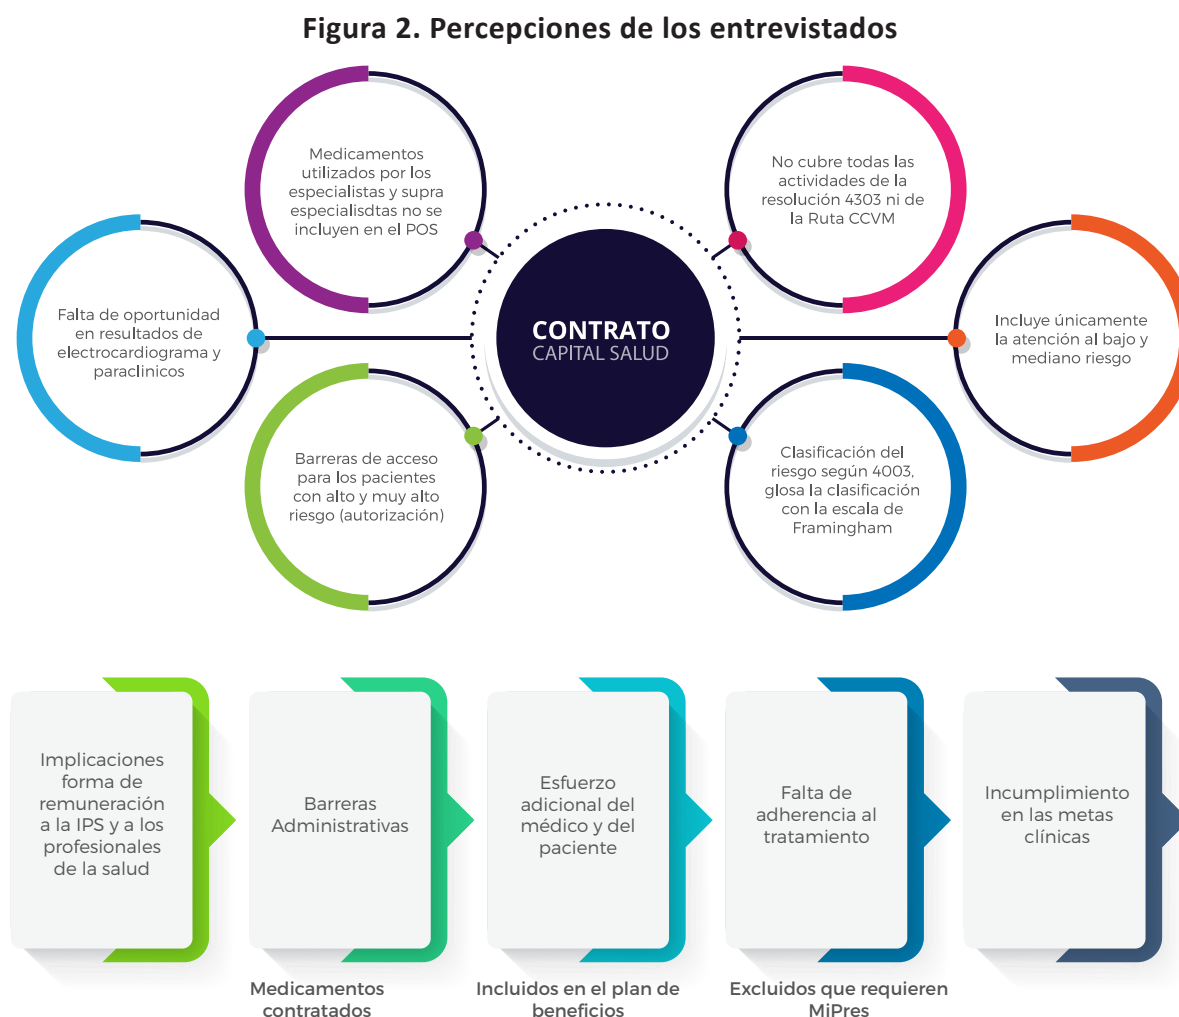 Figura 2. Percepciones de los entrevistados
Medicamentos
utilizados por los
especialistas y supra
especialisdtas no se
incluyen en el POS
No cubre todas las
actividades de la
resolución 4303 ni de
la Ruta CCVM
Falta de oportunidad
en resultados de
electrocardiograma y
paraclinicos
CONTRATO
CAPITAL SALUD
Incluye únicamente
la atención al bajo y
mediano riesgo
Barreras de acceso
para los pacientes
con alto y muy alto
riesgo (autorización)
Clasificación del
riesgo según 4003,
glosa la clasificación
con la escala de
Framingham
Implicaciones
forma de
remuneración
a la IPS y a los
profesionales
de la salud
Barreras
Administrativas
Esfuerzo
adicional del
médico y del
paciente
Falta de
adherencia al
tratamiento
Incumplimiento
en las metas
clínicas
Medicamentos
contratados
Incluidos en el plan de
beneficios
Excluidos que requieren
MiPres